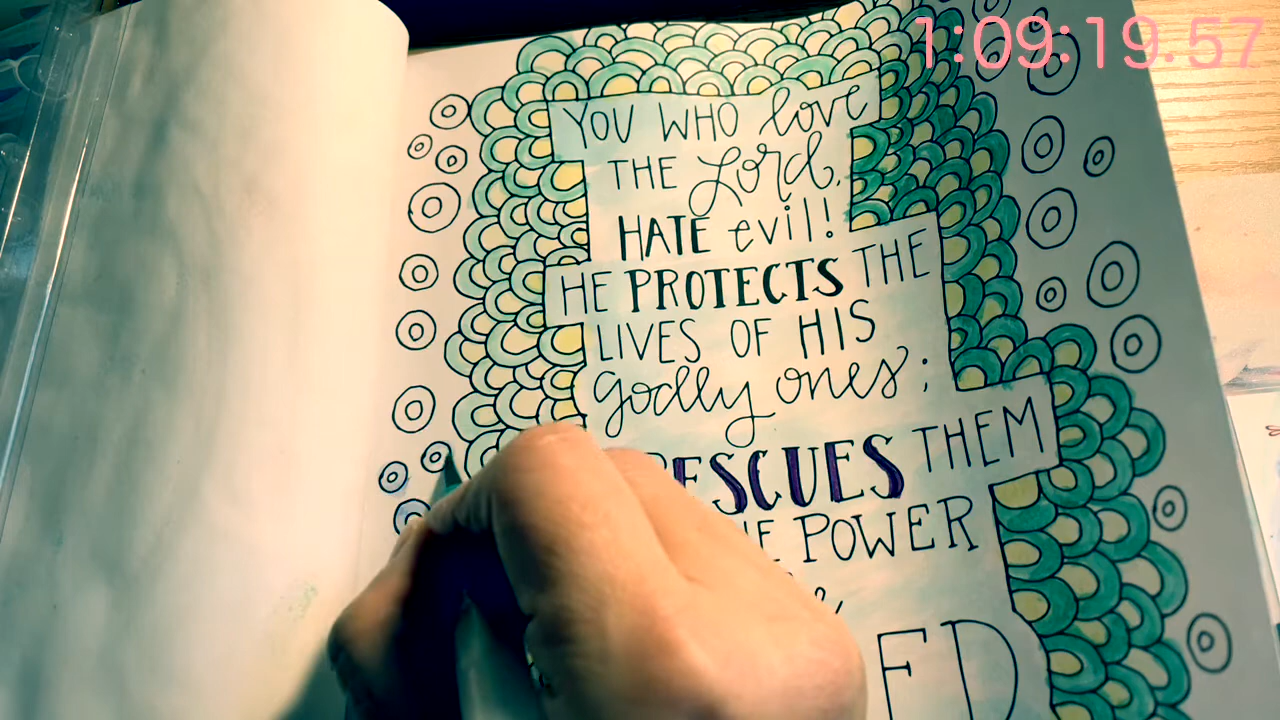 1:09:19.57
YOU WHO love
THE Lord,
HATE evil!
HE PROTECTS THE
LIVES OF HIS
godly ones;
RESCUES THEM
POWER